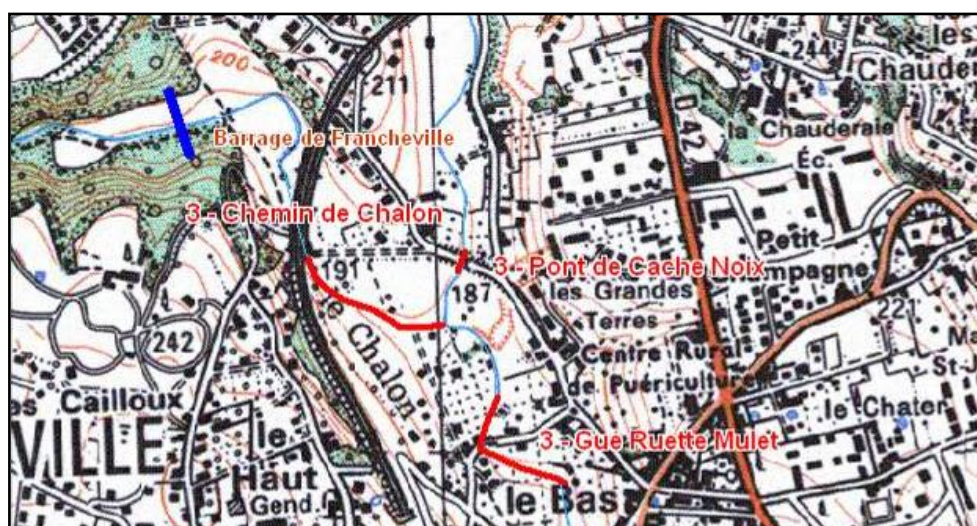 244
les
Chauder
200
211
D 42
la Chauderaie
Barrage de Francheville
Éc.
3 - Chemin de Chalon
Petit
191
3 - Pont de Cache Noix
187
les Grandes
mpagne
Terres
221
242
Chalon
Centre Rural
de Puériculture
M
St-
es Cailloux
le Chater
VILLE
le
3 - Gué Ruette Mulet
Haut
Gend.
le Bas